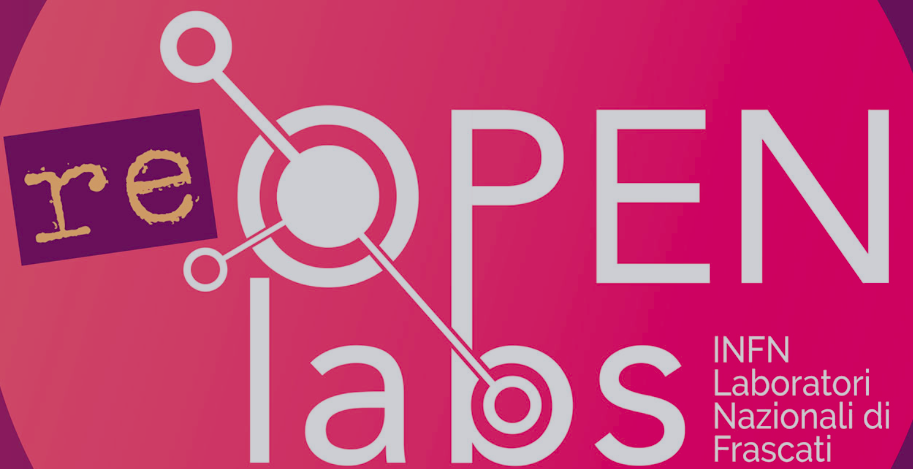 re OPEN
labs
INFN
Laboratori
Nazionali di
Frascati